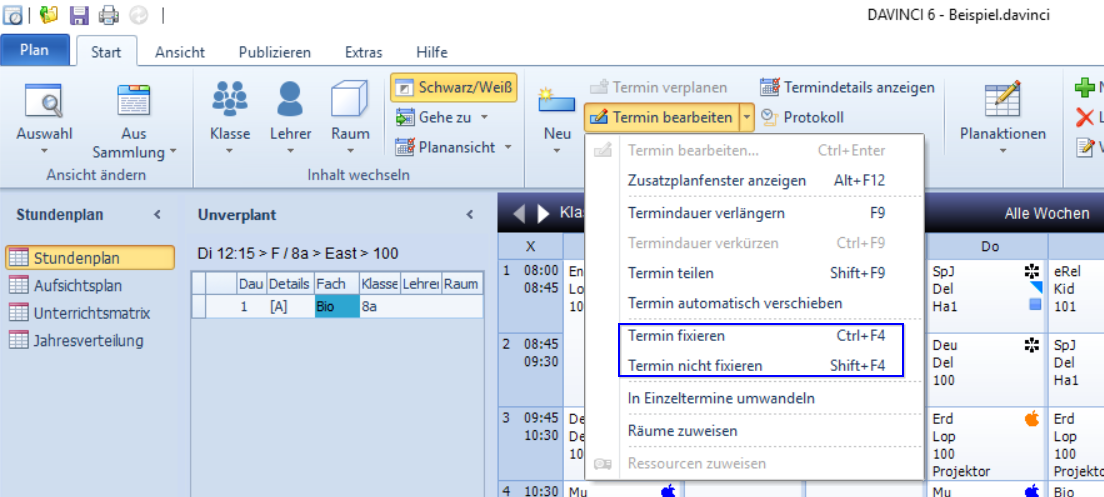 DAVINCI 6 - Beispiel.davinci
Plan Start Ansicht Publizieren Extras Hilfe
Auswahl
Aus Sammlung
Ansicht ändern
Klasse Lehrer Raum
Schwarz/Weiß
Gehe zu
Planansicht
Inhalt wechseln
Neu
Termin verplanen
Termin bearbeiten
Termindetails anzeigen
Protokoll
Planaktionen
Termin bearbeiten... Ctrl+Enter
Zusatzplanfenster anzeigen Alt+F12
Termindauer verlängern F9
Termindauer verkürzen Ctrl+F9
Termin teilen Shift+F9
Termin automatisch verschieben
Termin fixieren Ctrl+F4
Termin nicht fixieren Shift+F4
In Einzeltermine umwandeln
Räume zuweisen
Ressourcen zuweisen
Stundenplan <
Stundenplan
Aufsichtsplan
Unterrichtsmatrix
Jahresverteilung
Unverplant <
Di 12:15 > F / 8a > East > 100
Dau Details Fach Klasse Lehrer Raum
1 [A] Bio 8a
Kla
Alle Wochen
X Do
1 08:00 En SpJ eRel
08:45 Lo Del Kid
10 Ha1 101
2 08:45 Deu SpJ
09:30 Del Del
100 Ha1
3 09:45 De Erd Erd
10:30 De Lop Lop
10 100 100
Projektor Projekto
4 10:30 Mu Mu Bio